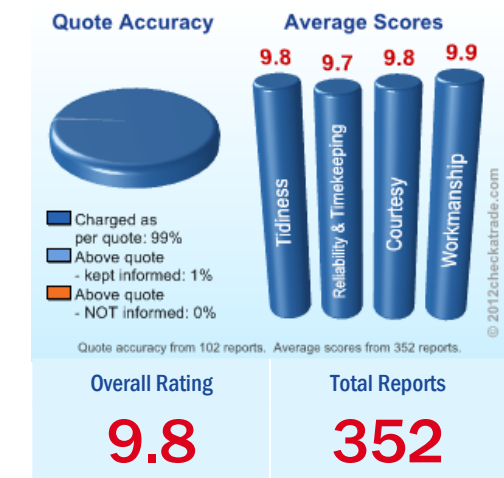 Quote Accuracy
Charged as
per quote: 99%
Above quote
- kept informed: 1%
Above quote
- NOT informed: 0%
Average Scores
9.8
9.7
9.8
9.9
Tidiness
Reliability & Timekeeping
Courtesy
Workmanship
© 2012checkatrade.com
Quote accuracy from 102 reports. Average scores from 352 reports.
Overall Rating
9.8
Total Reports
352